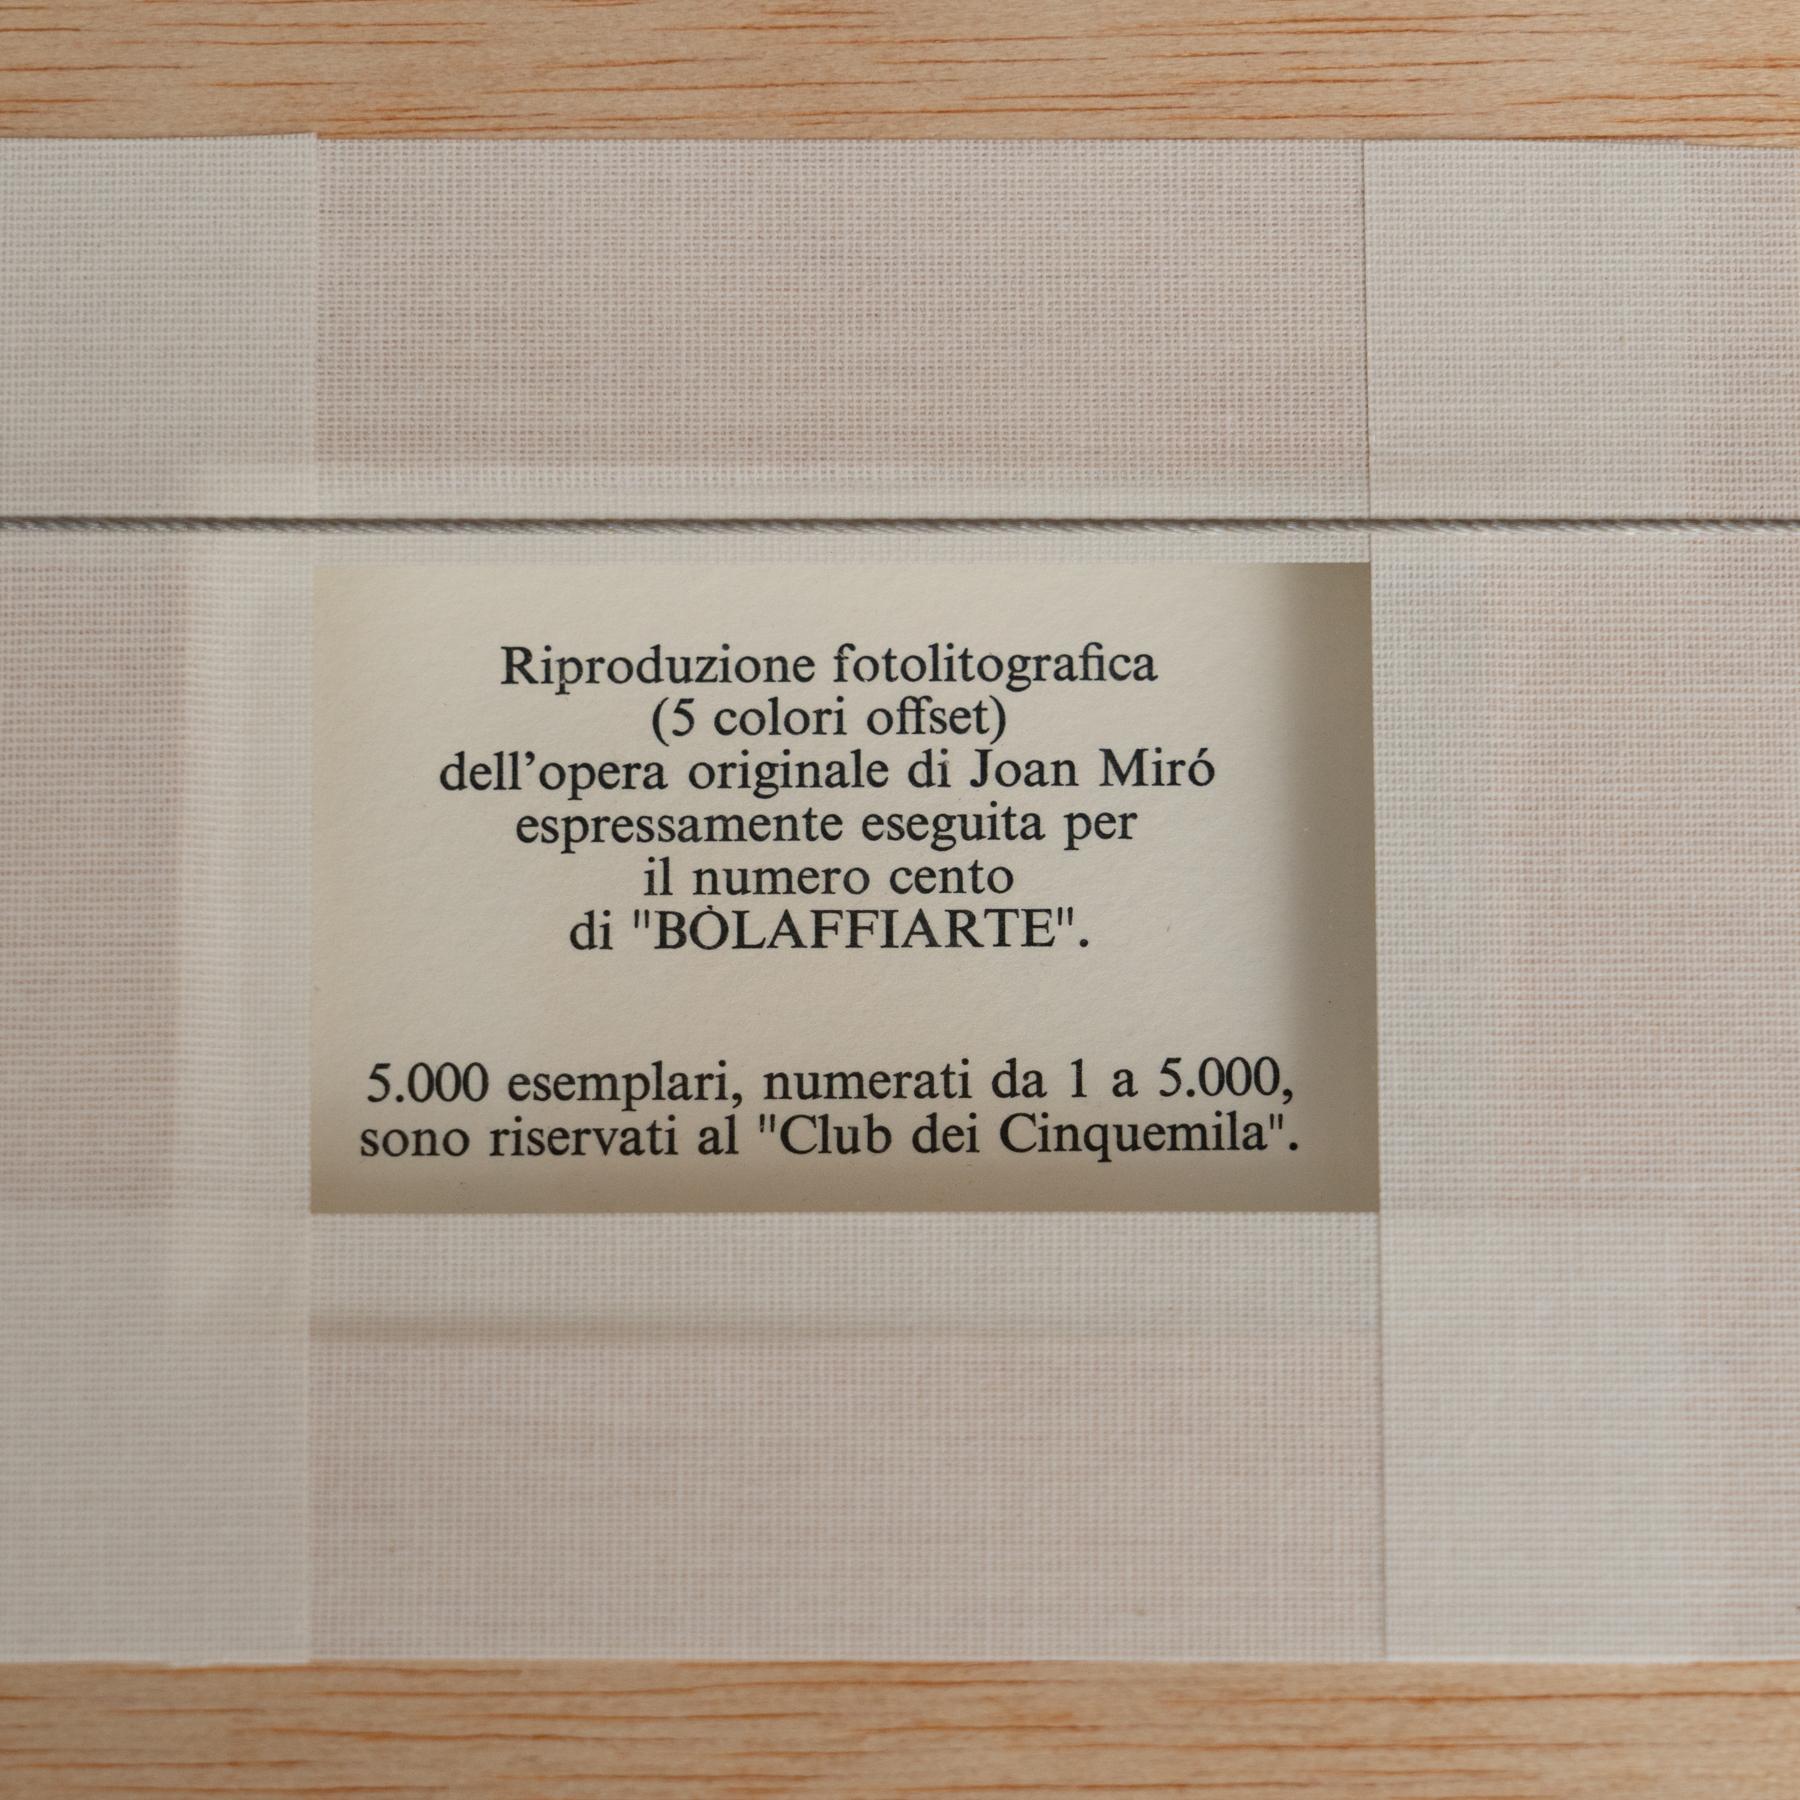 Riproduzione fotolitografica
(5 colori offset)
dell’opera originale di Joan Miró
espressamente eseguita per
il numero cento
di "BOLAFFIARTE".
5.000 esemplari, numerati da 1 a 5.000,
sono riservati al "Club dei Cinquemila".